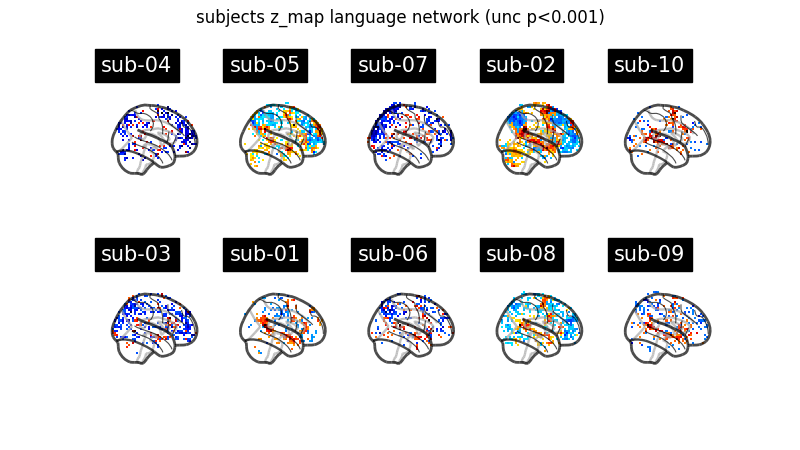 subjects z_map language network (unc p<0.001)
sub-04 sub-05 sub-07 sub-02 sub-10
sub-03 sub-01 sub-06 sub-08 sub-09